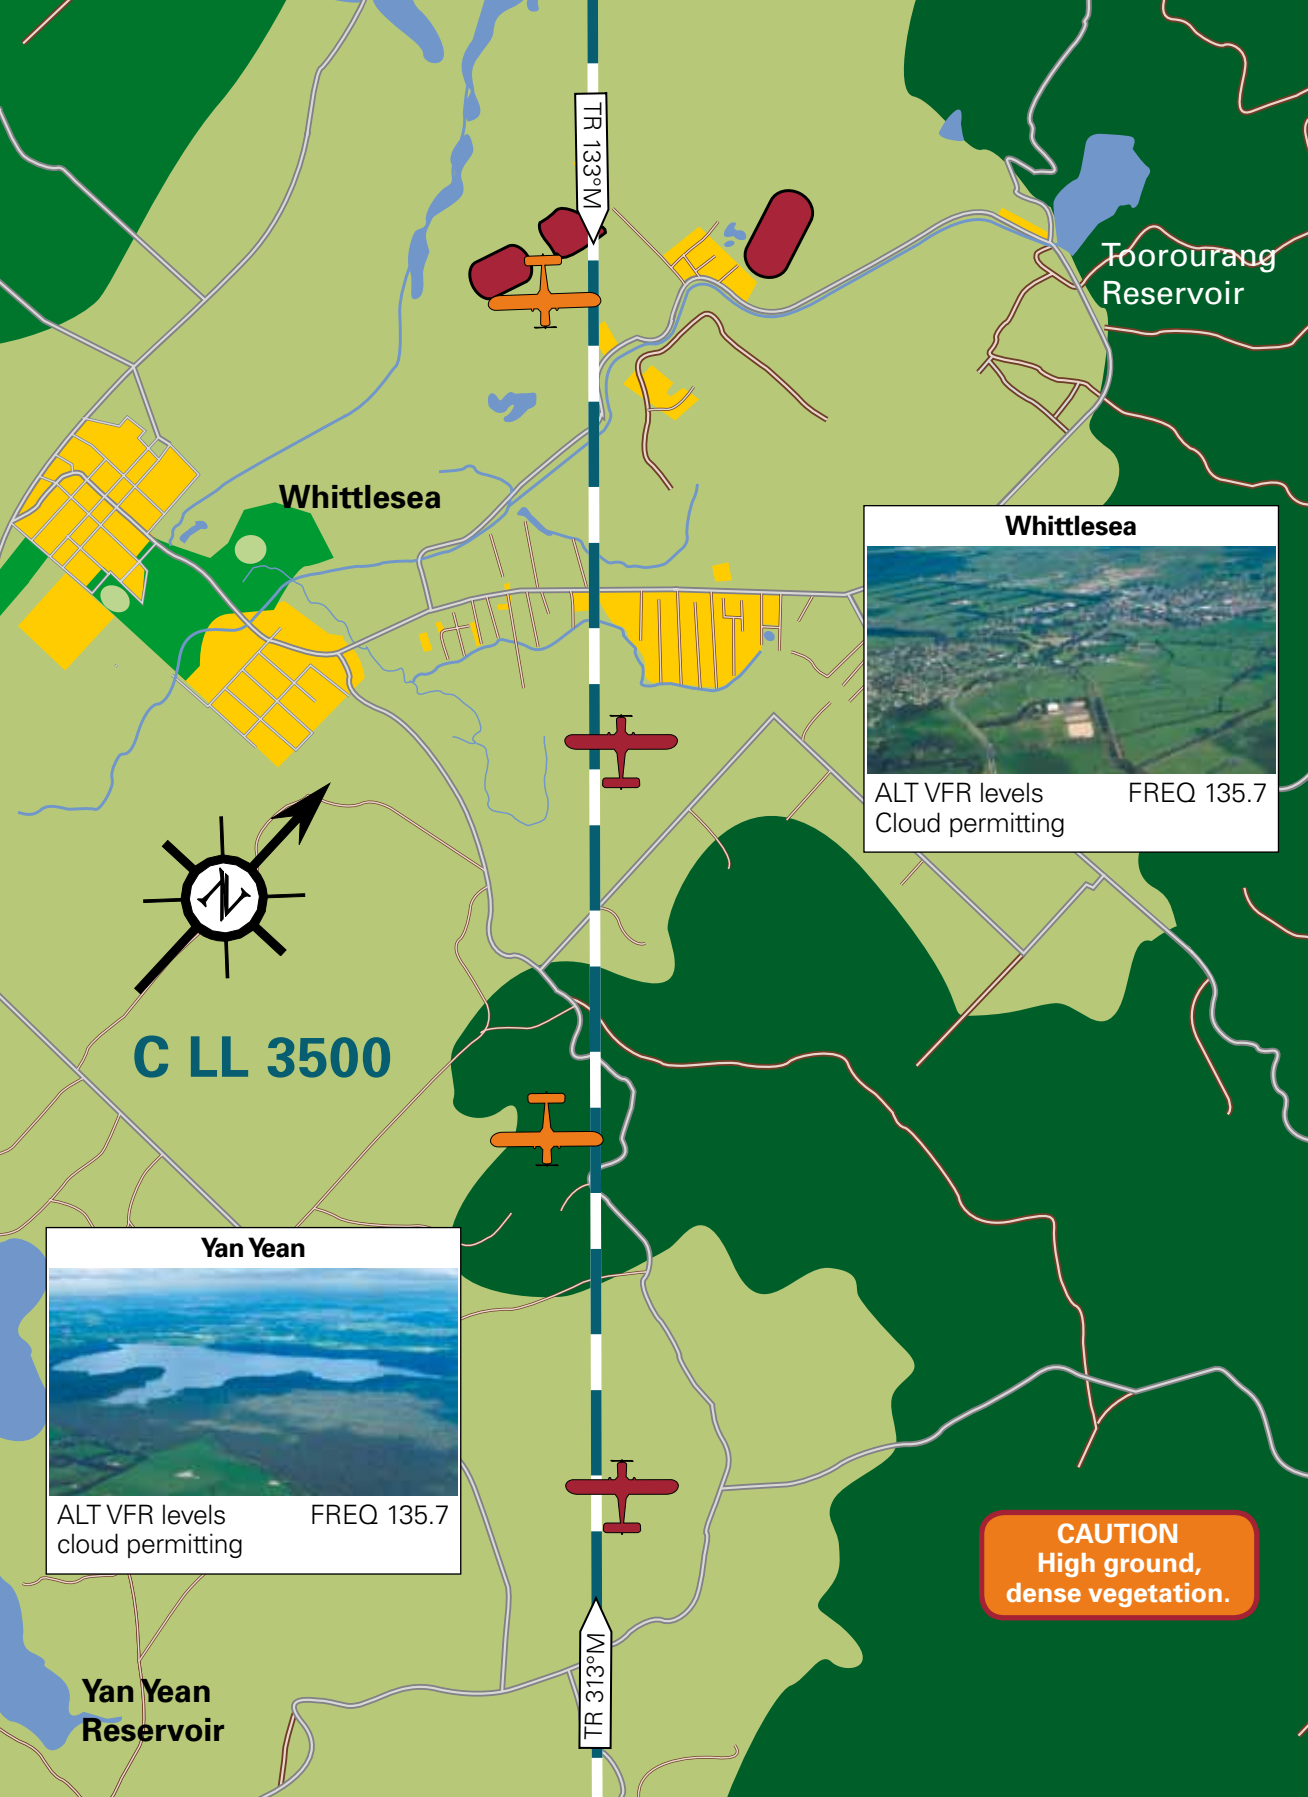 TR 133°M
Toorourang
Reservoir
Whittlesea
Whittlesea
ALT VFR levels FREQ 135.7
Cloud permitting
N
C LL 3500
Yan Yean
ALT VFR levels FREQ 135.7
cloud permitting
CAUTION
High ground,
dense vegetation.
TR 313°M
Yan Yean
Reservoir